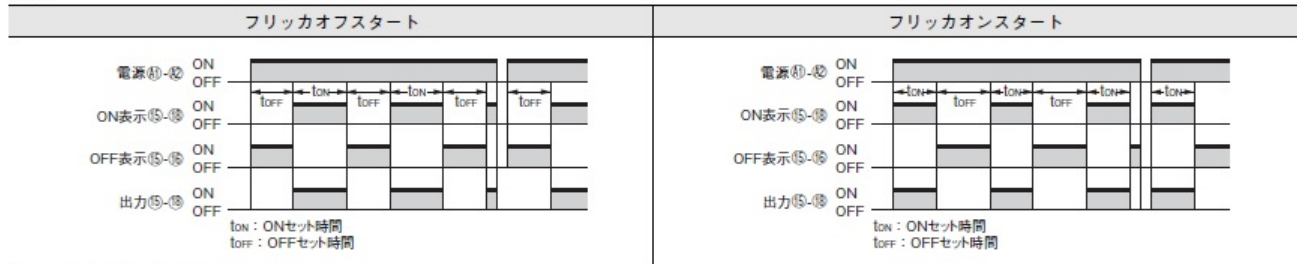 フリッカオフスタート
電源Ⓐ1-Ⓐ2 ON
OFF
tOFF tON tOFF tON tOFF tOFF
ON表示⑮-⑱ ON
OFF
OFF表示⑮-⑯ ON
OFF
出力⑮-⑱ ON
OFF
tON：ONセット時間
tOFF：OFFセット時間
フリッカオンスタート
電源Ⓐ1-Ⓐ2 ON
OFF
tON tOFF tON tOFF tON tON
ON表示⑮-⑱ ON
OFF
OFF表示⑮-⑯ ON
OFF
出力⑮-⑱ ON
OFF
tON：ONセット時間
tOFF：OFFセット時間